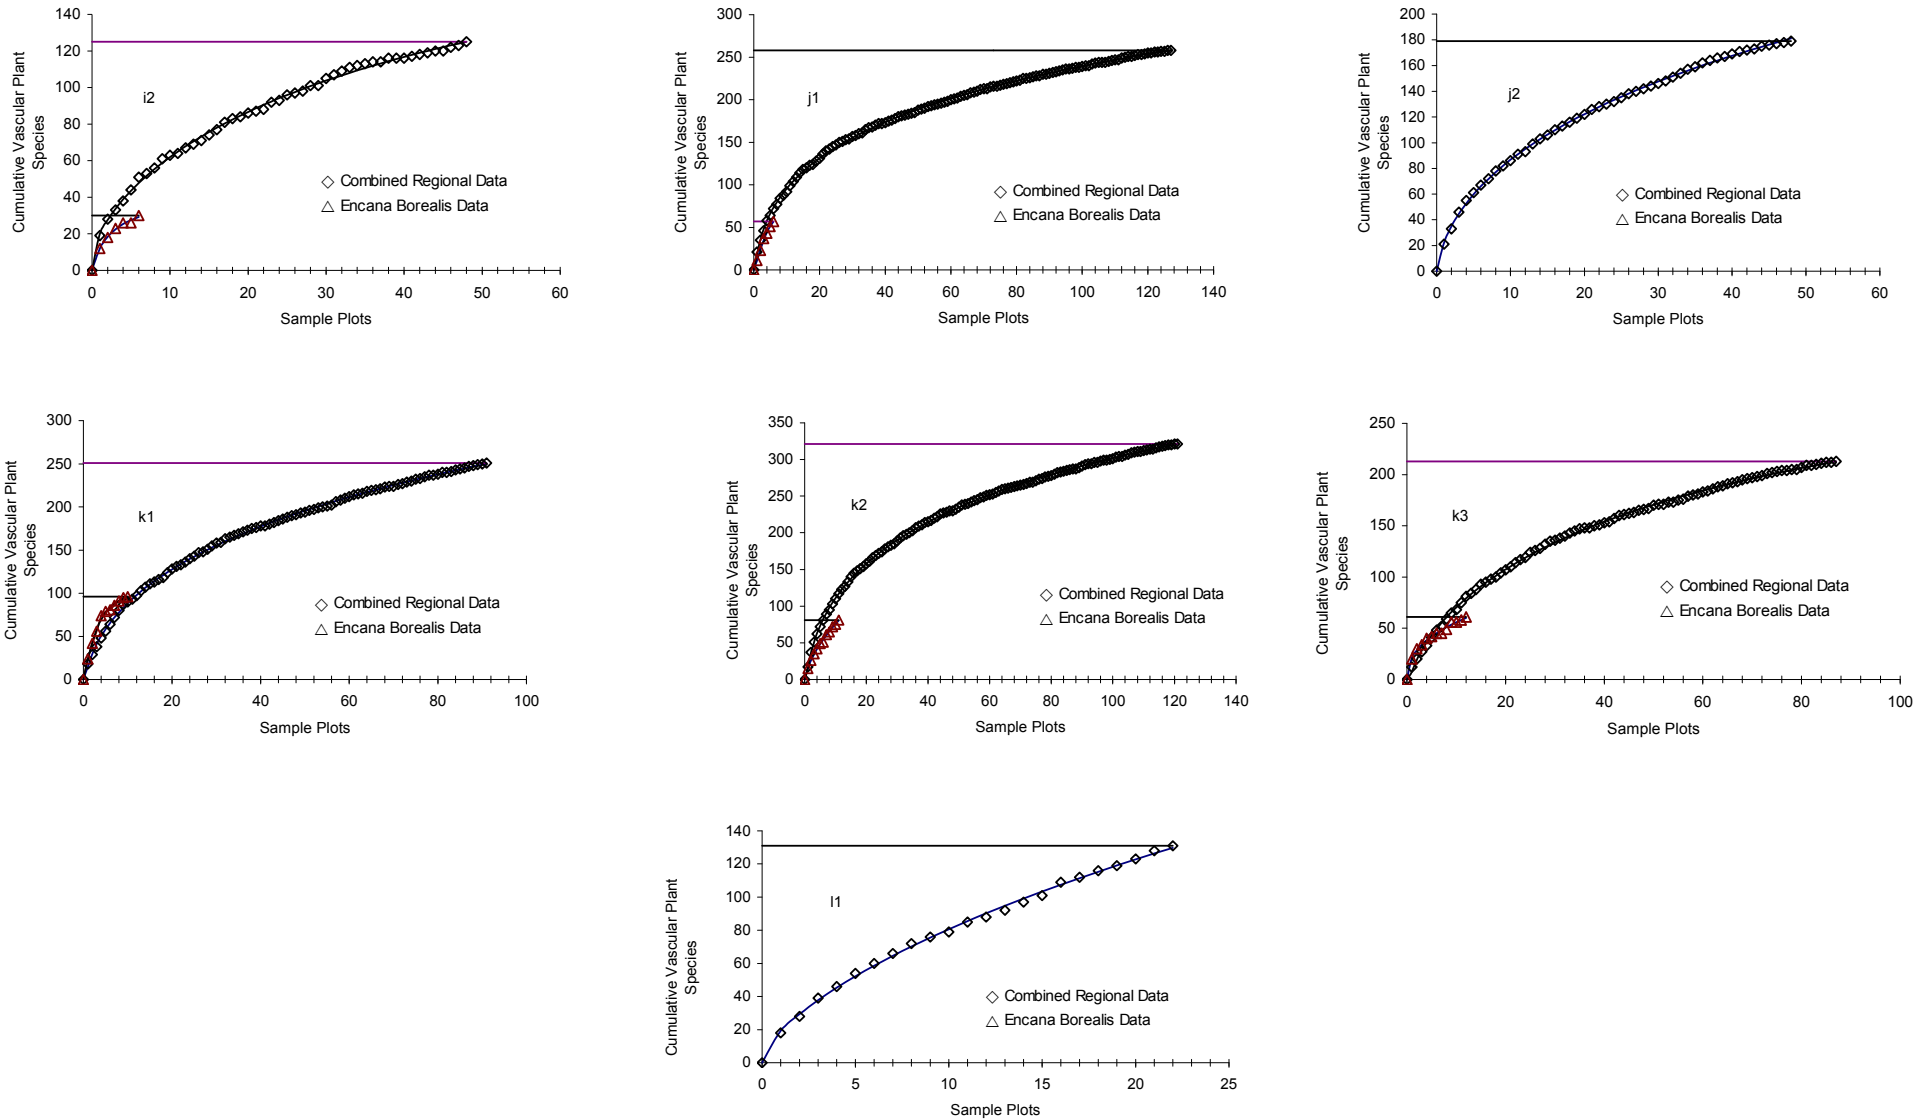 140
120
100
80
60
40
20
0
Cumulative Vascular Plant
Species
i2
Combined Regional Data
Encana Borealis Data
0 10 20 30 40 50 60
Sample Plots
300
250
200
150
100
50
0
Cumulative Vascular Plant
Species
j1
Combined Regional Data
Encana Borealis Data
0 20 40 60 80 100 120 140
Sample Plots
200
180
160
140
120
100
80
60
40
20
0
Cumulative Vascular Plant
Species
j2
Combined Regional Data
Encana Borealis Data
0 10 20 30 40 50 60
Sample Plots
300
250
200
150
100
50
0
Cumulative Vascular Plant
Species
k1
Combined Regional Data
Encana Borealis Data
0 20 40 60 80 100
Sample Plots
350
300
250
200
150
100
50
0
Cumulative Vascular Plant
Species
k2
Combined Regional Data
Encana Borealis Data
0 20 40 60 80 100 120 140
Sample Plots
250
200
150
100
50
0
Cumulative Vascular Plant
Species
k3
Combined Regional Data
Encana Borealis Data
0 20 40 60 80 100
Sample Plots
140
120
100
80
60
40
20
0
Cumulative Vascular Plant
Species
l1
Combined Regional Data
Encana Borealis Data
0 5 10 15 20 25
Sample Plots